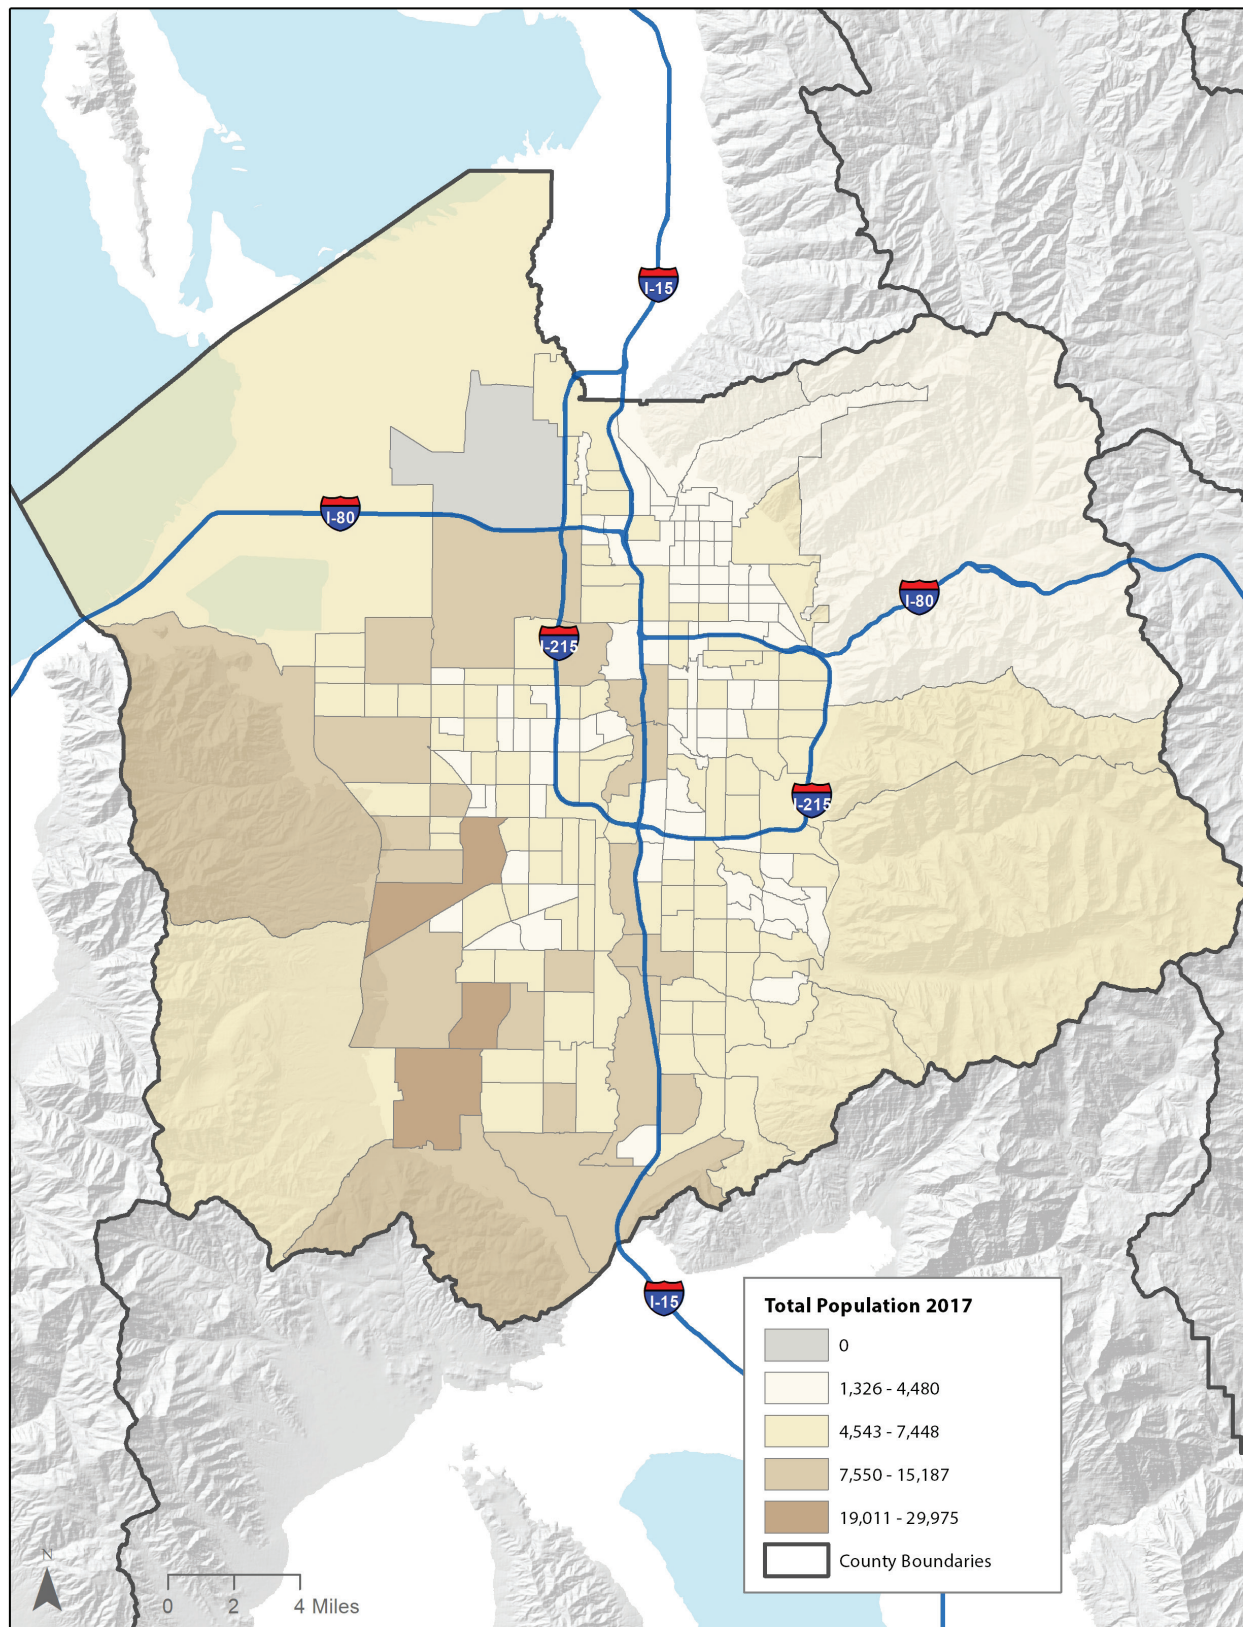 I-15
I-80
I-80
I-215
I-215
I-15
Total Population 2017
0
1,326 - 4,480
4,543 - 7,448
7,550 - 15,187
19,011 - 29,975
County Boundaries
N
0 2 4 Miles